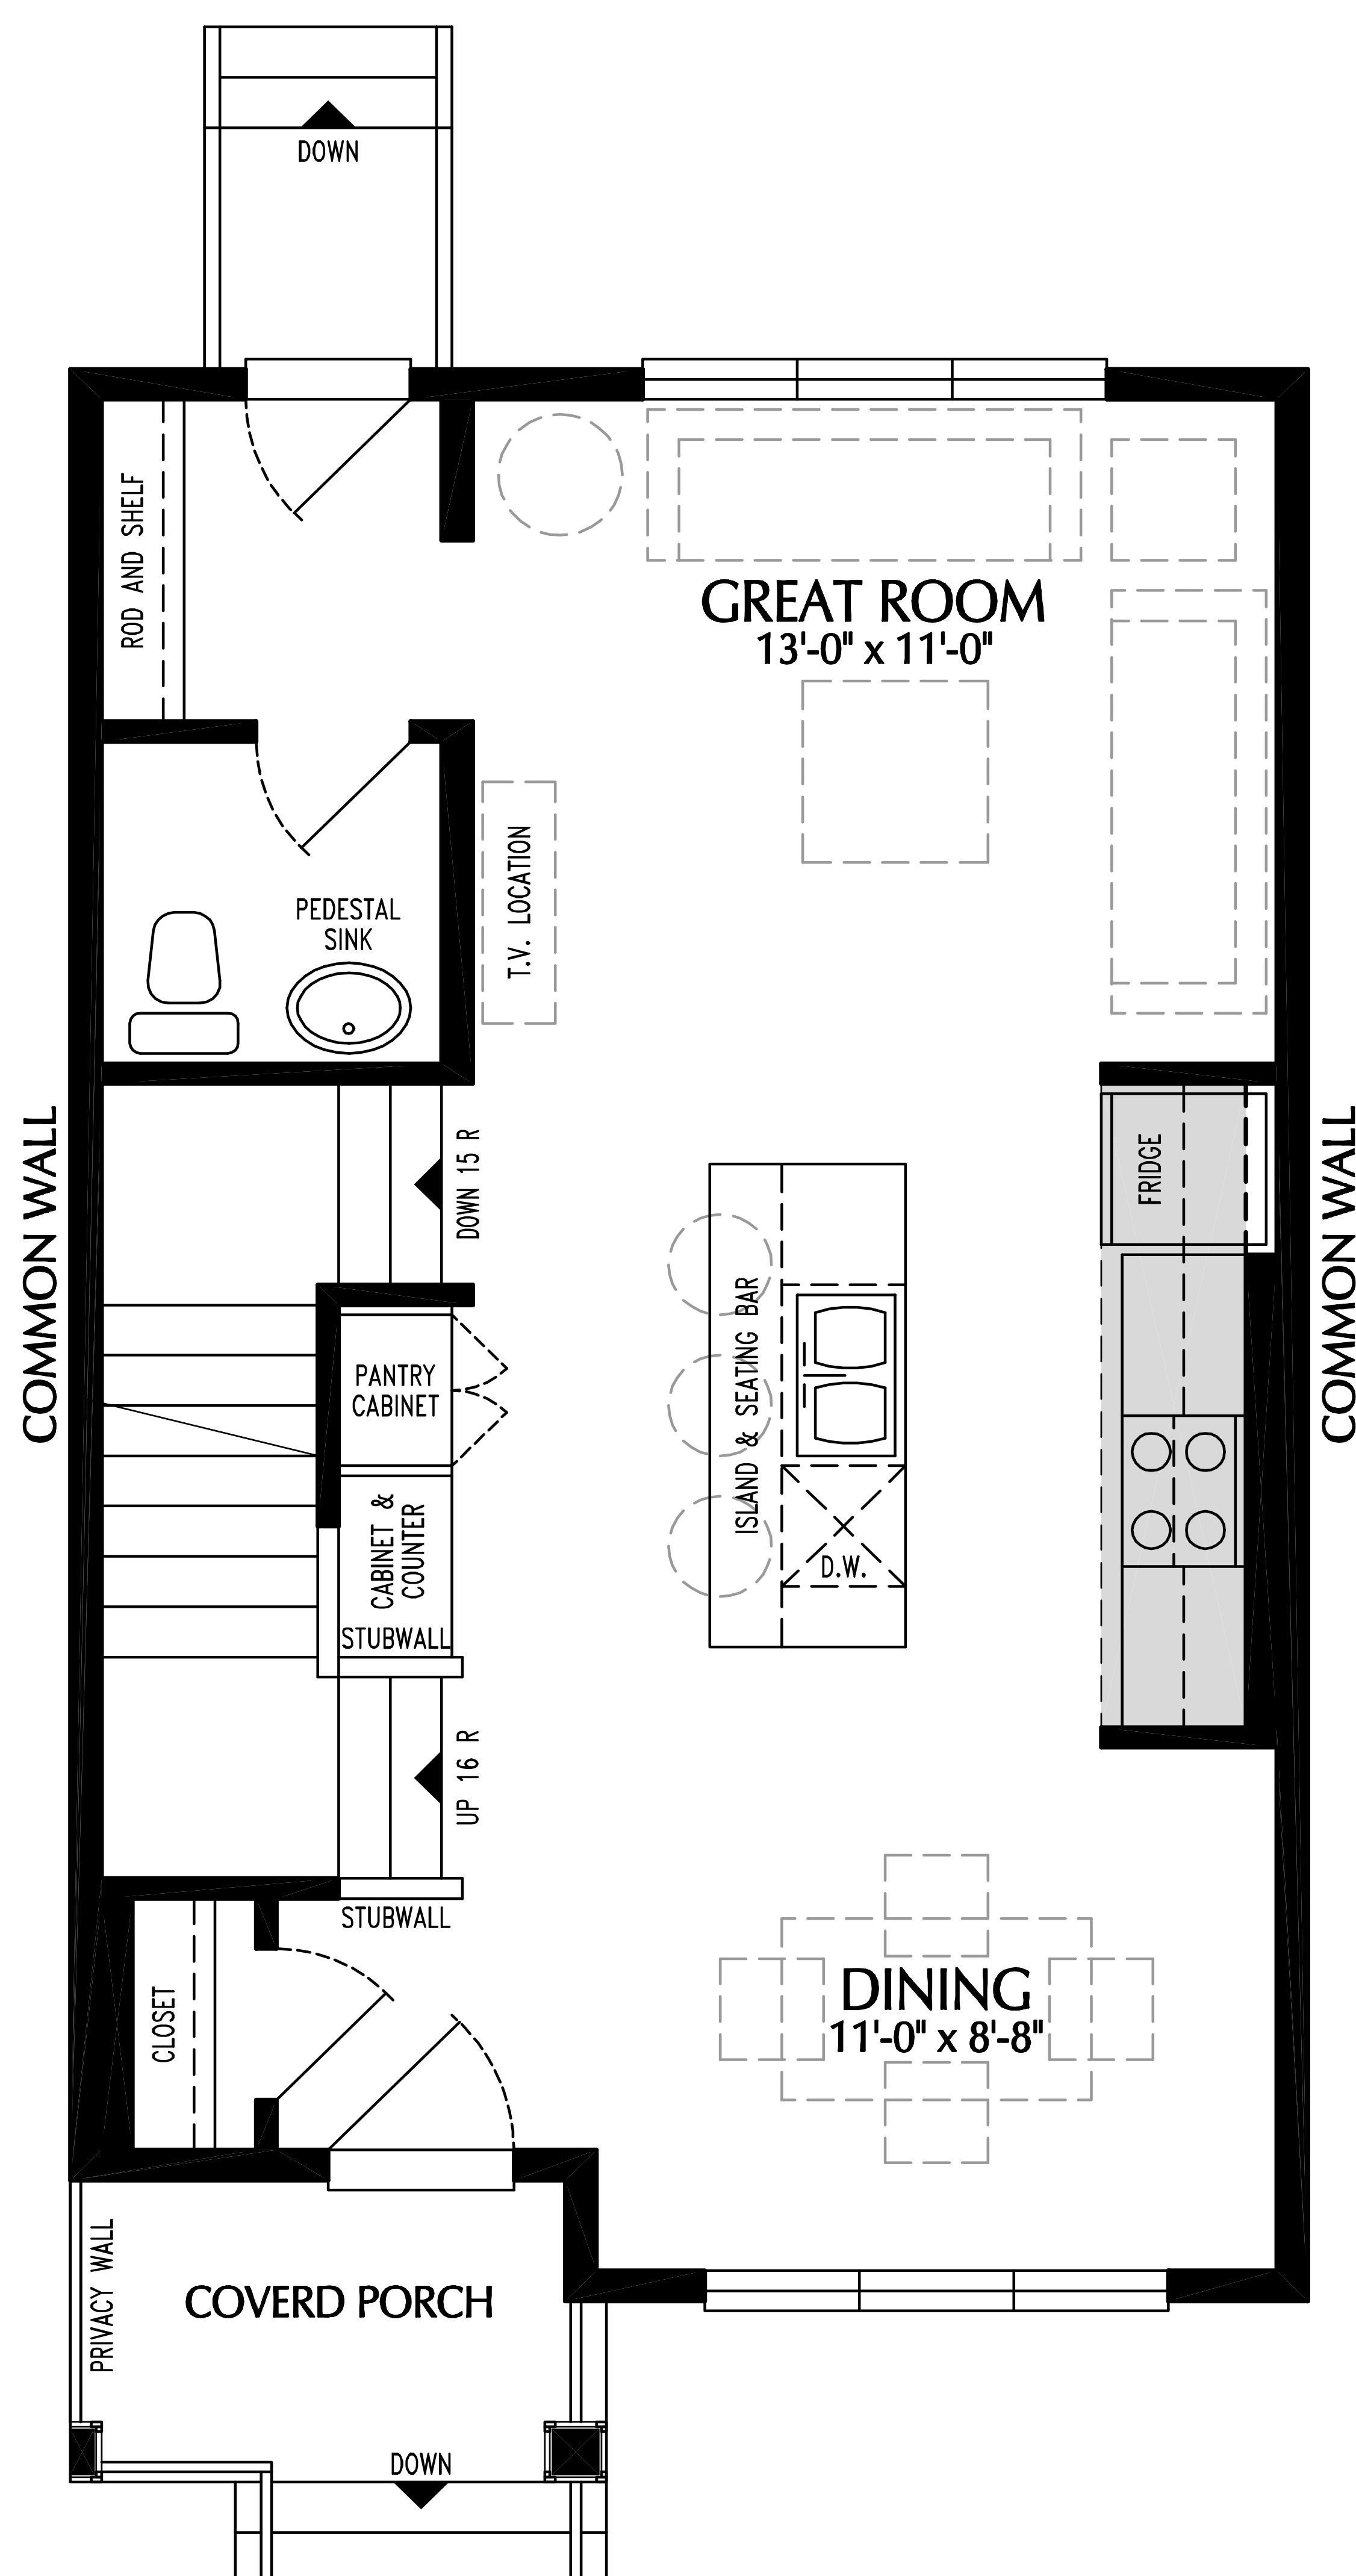 DOWN
ROD AND SHELF
GREAT ROOM
13'-0" x 11'-0"
T.V. LOCATION
PEDESTAL
SINK
COMMON WALL
DOWN 15 R
FRIDGE
COMMON WALL
PANTRY
CABINET
ISLAND & SEATING BAR
CABINET &
COUNTER
D.W.
STUBWALL
UP 16 R
STUBWALL
CLOSET
DINING
11'-0" x 8'-8"
PRIVACY WALL
COVERD PORCH
DOWN